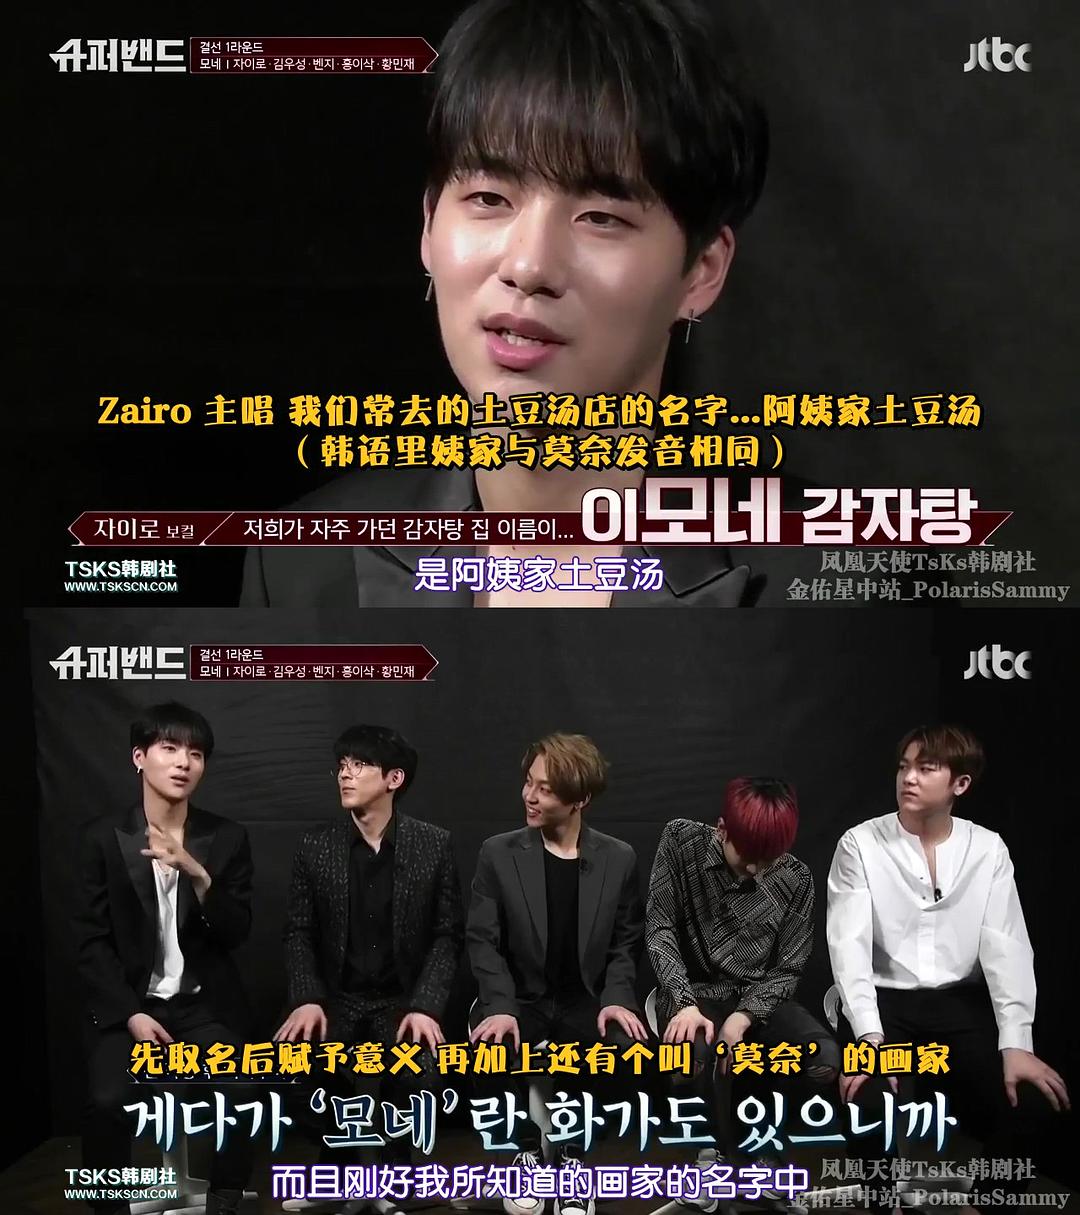 슈퍼밴드
결선 1라운드
모네 | 자이로·김우성·벤지·홍이삭·황민재
jtbc
Zairo 主唱 我们常去的土豆汤店的名字...阿姨家土豆汤
（韩语里姨家与莫奈发音相同）
자이로 보컬 저희가 자주 가던 감자탕 집 이름이... 이모네 감자탕
TSKS韩剧社
WWW.TSKSCN.COM
是阿姨家土豆汤
凤凰天使TsKs韩剧社
金佑星中站_PolarisSammy
슈퍼밴드
결선 1라운드
모네 | 자이로·김우성·벤지·홍이삭·황민재
jtbc
先取名后赋予意义 再加上还有个叫‘莫奈’的画家
게다가 ‘모네’란 화가도 있으니까
TSKS韩剧社
WWW.TSKSCN.COM
而且刚好我所知道的画家的名字中
凤凰天使TsKs韩剧社
金佑星中站_PolarisSammy